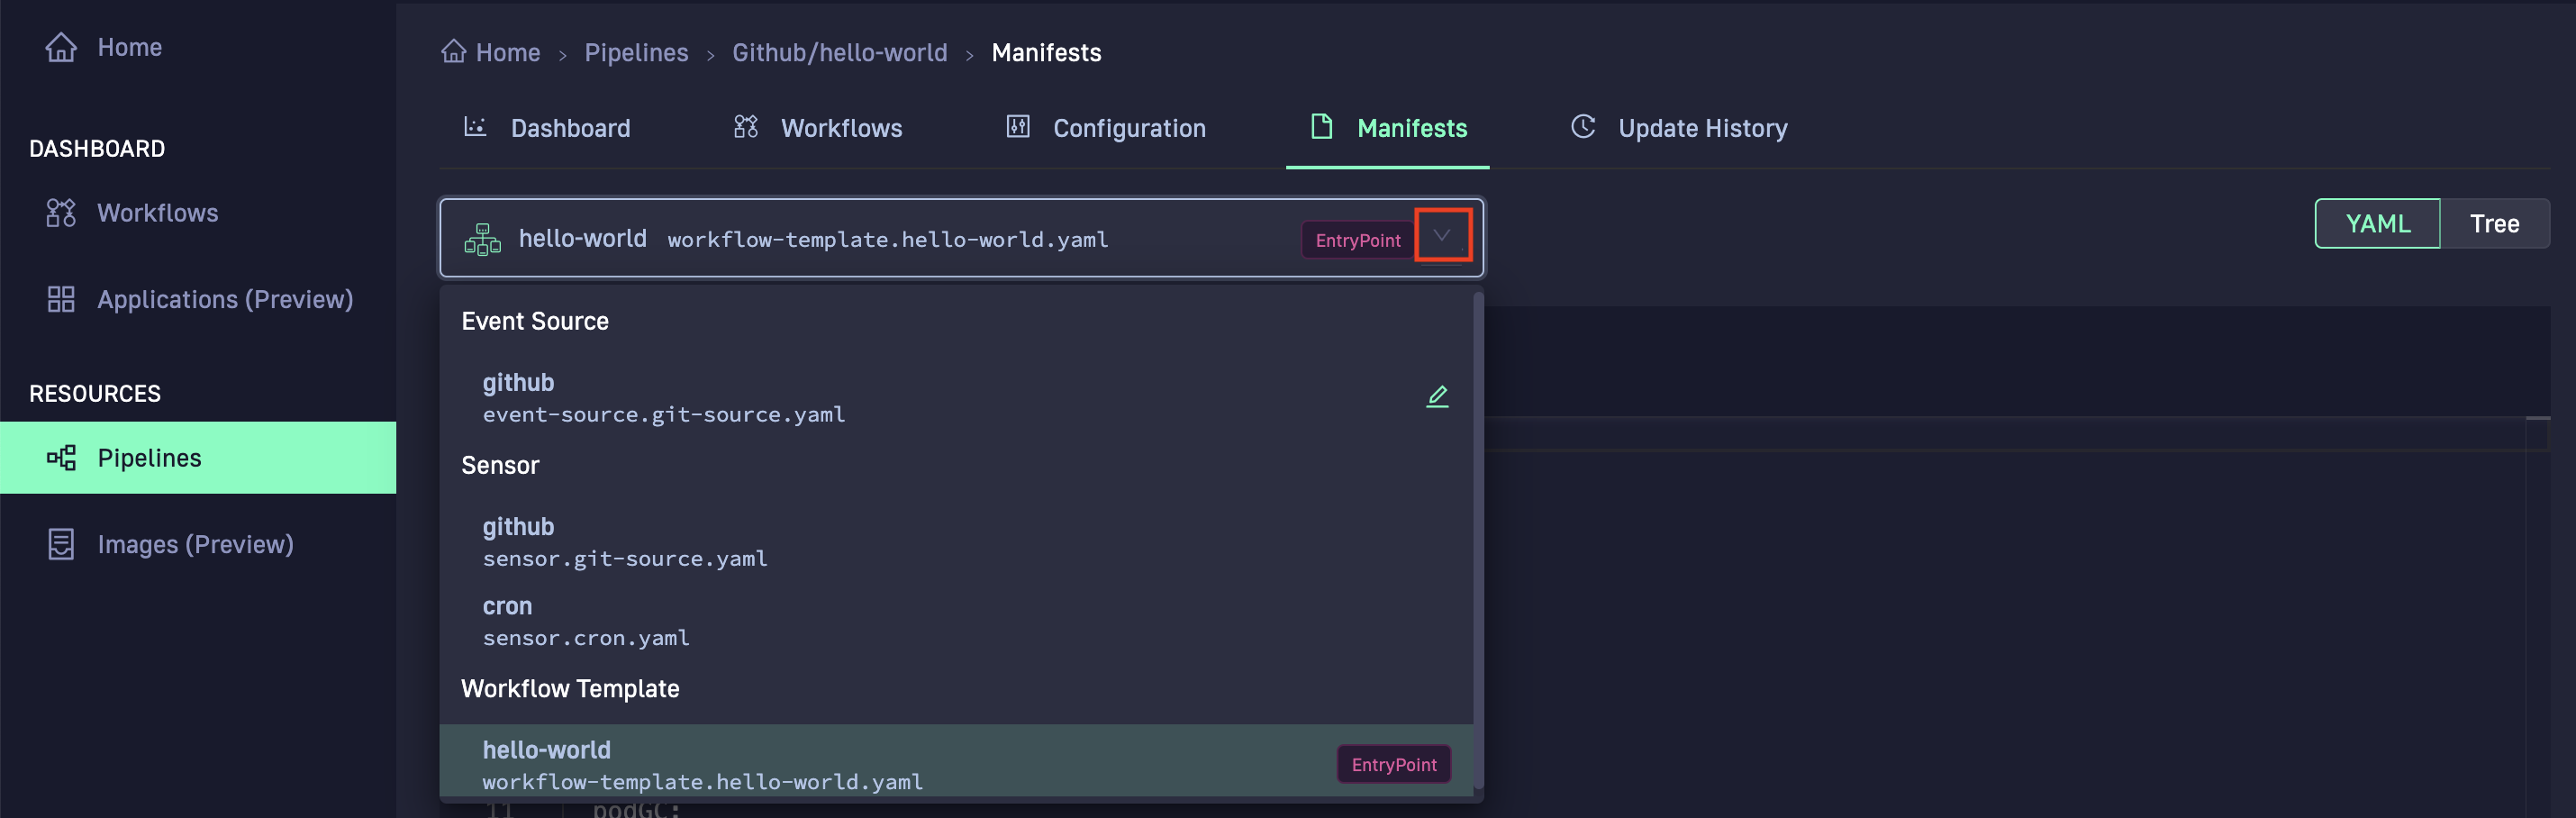 Home
DASHBOARD
Workflows
Applications (Preview)
RESOURCES
Pipelines
Images (Preview)
Home > Pipelines > Github/hello-world > Manifests
Dashboard Workflows Configuration Manifests Update History
hello-world workflow-template.hello-world.yaml EntryPoint
YAML Tree
Event Source
github
event-source.git-source.yaml
Sensor
github
sensor.git-source.yaml
cron
sensor.cron.yaml
Workflow Template
hello-world
workflow-template.hello-world.yaml
EntryPoint
11 podGC: